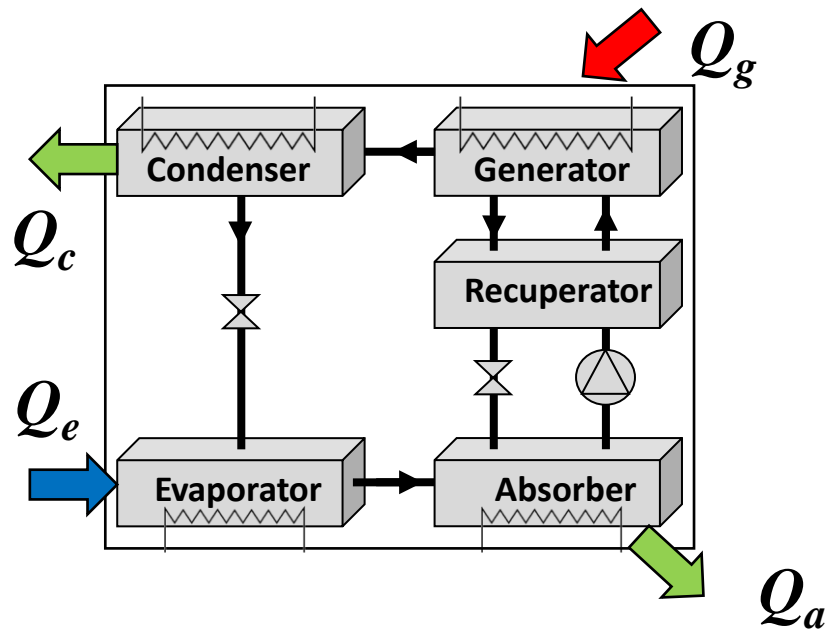 Q_g
Condenser
Generator
Q_c
Recuperator
Q_e
Evaporator
Absorber
Q_a